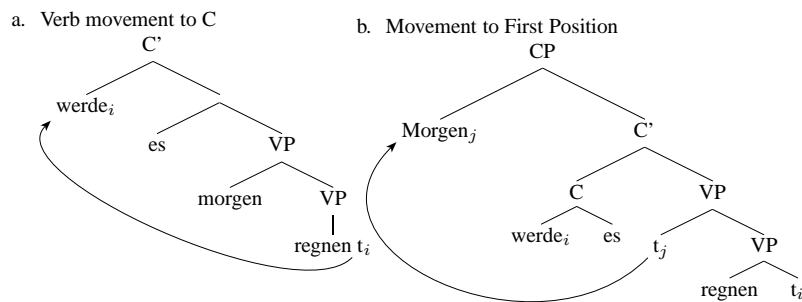 a. Verb movement to C
C’
werdeᵢ
es
VP
morgen
VP
regnen tᵢ
b. Movement to First Position
CP
Morgenⱼ
C’
C
VP
werdeᵢ es
tⱼ
VP
regnen tᵢ